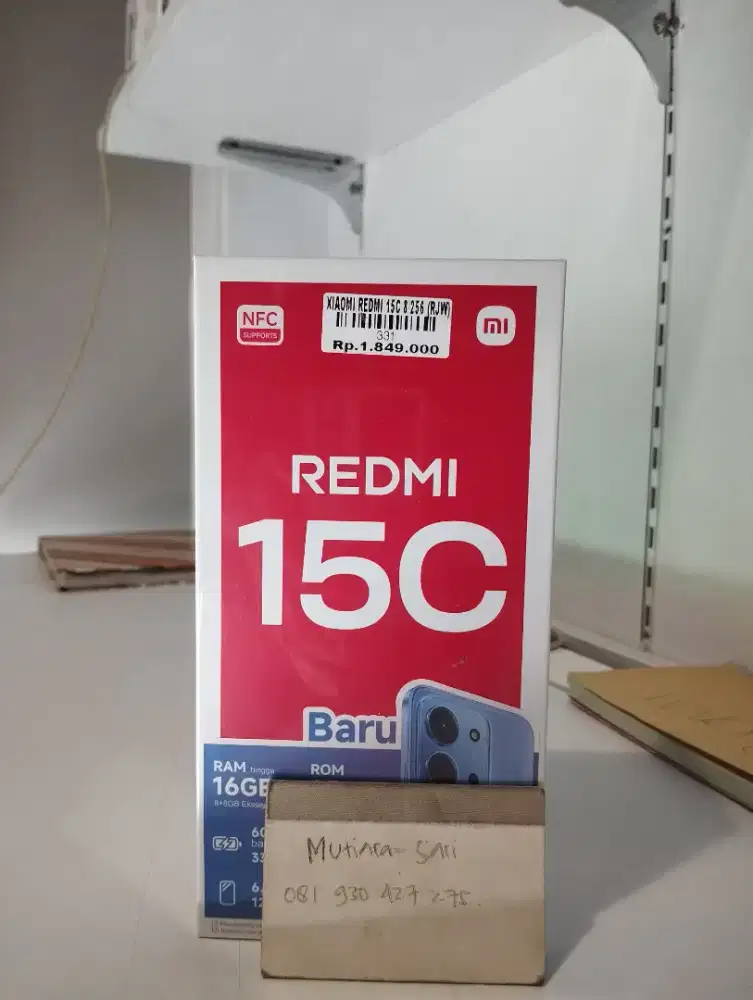 NFC
SUPPORTS
XIAOMI REDMI 15C 8 256 (RJW)
331
Rp.1.849.000
mi
REDMI
15C
Baru
RAM hingga
16GB
ROM
Mutiara- Sari
081 930 427 275.